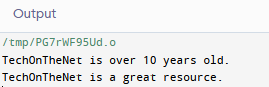 Output
/tmp/PG7rWF95Ud.o
TechOnTheNet is over 10 years old.
TechOnTheNet is a great resource.